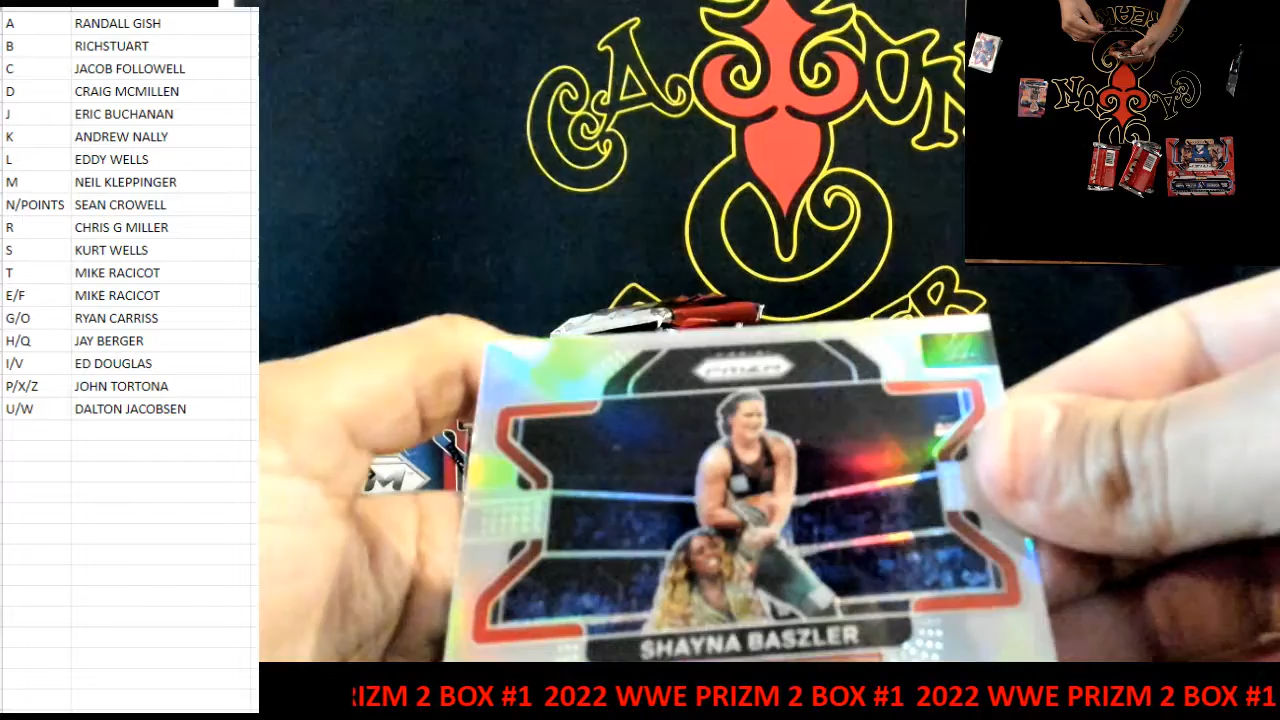 A RANDALL GISH
B RICHSTUART
C JACOB FOLLOWELL
D CRAIG MCMILLEN
J ERIC BUCHANAN
K ANDREW NALLY
L EDDY WELLS
M NEIL KLEPPINGER
N/POINTS SEAN CROWELL
R CHRIS G MILLER
S KURT WELLS
T MIKE RACICOT
E/F MIKE RACICOT
G/O RYAN CARRISS
H/Q JAY BERGER
I/V ED DOUGLAS
P/X/Z JOHN TORTONA
U/W DALTON JACOBSEN
CA JUN
PRIZM
SHAYNA BASZLER
RIZM 2 BOX #1 2022 WWE PRIZM 2 BOX #1 2022 WWE PRIZM 2 BOX #1